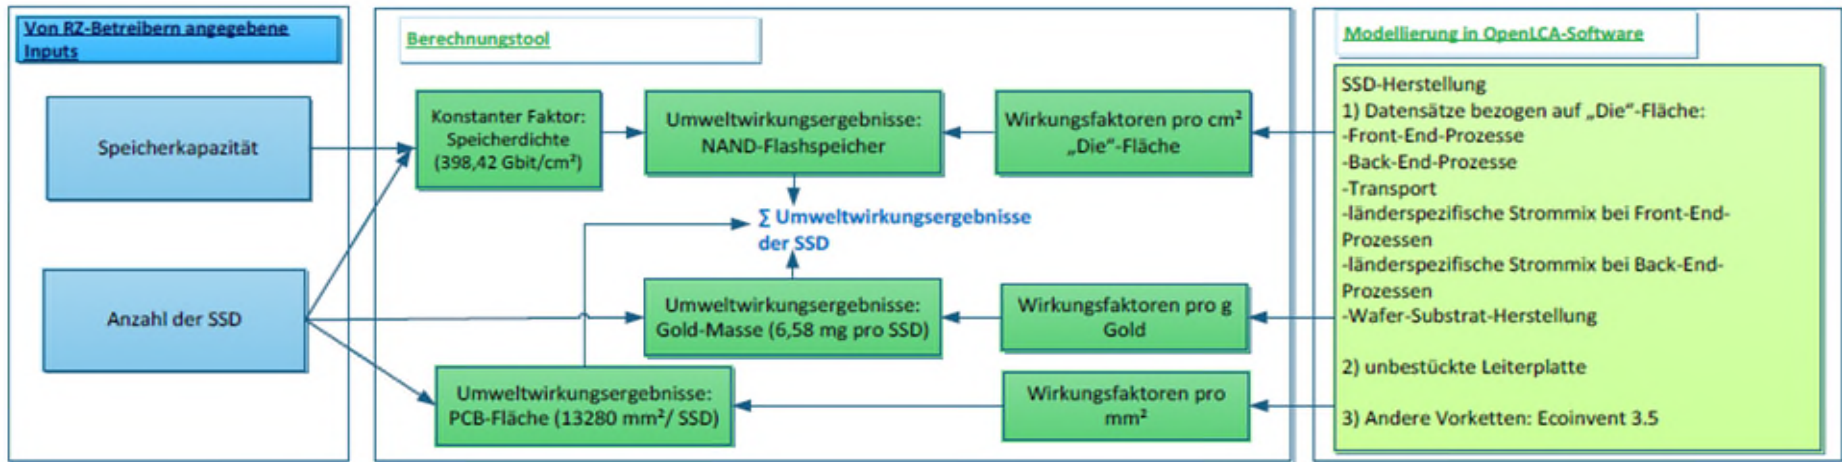 Von RZ-Betreibern angegebene
Inputs
Speicherkapazität
Anzahl der SSD
Berechnungstool
Konstanter Faktor:
Speicherdichte
(398,42 Gbit/cm²)
Umweltwirkungsergebnisse:
NAND-Flashspeicher
Wirkungsfaktoren pro cm²
„Die“-Fläche
∑ Umweltwirkungsergebnisse
der SSD
Umweltwirkungsergebnisse:
Gold-Masse (6,58 mg pro SSD)
Wirkungsfaktoren pro g
Gold
Umweltwirkungsergebnisse:
PCB-Fläche (13280 mm²/ SSD)
Wirkungsfaktoren pro
mm²
Modellierung in OpenLCA-Software
SSD-Herstellung
1) Datensätze bezogen auf „Die“-Fläche:
-Front-End-Prozesse
-Back-End-Prozesse
-Transport
-länderspezifische Strommix bei Front-End-
Prozessen
-länderspezifische Strommix bei Back-End-
Prozessen
-Wafer-Substrat-Herstellung
2) unbestückte Leiterplatte
3) Andere Vorketten: Ecoinvent 3.5